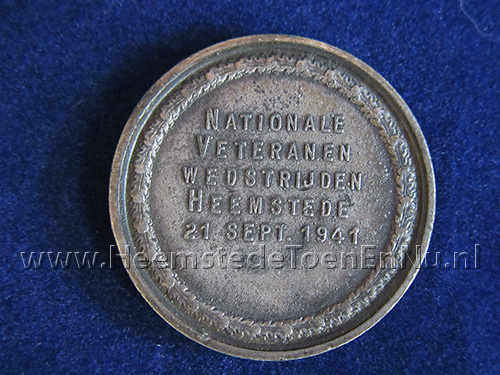 NATIONALE
VETERANEN
WEDSTRIJDEN
HEEMSTEDE
21 SEPT. 1941
www.HeemstedeToenEnNu.nl